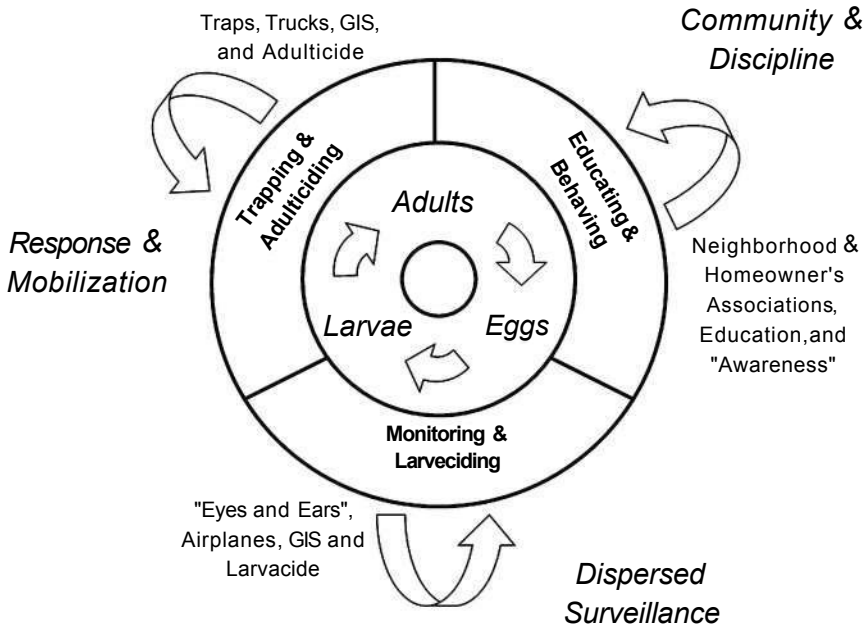 Traps, Trucks, GIS,
and Adulticide
Community &
Discipline
Trapping &
Adulticiding
Educating &
Behaving
Adults
Response &
Mobilization
Neighborhood &
Homeowner's
Associations,
Education,and
"Awareness"
Larvae
Eggs
Monitoring &
Larveciding
"Eyes and Ears",
Airplanes, GIS and
Larvacide
Dispersed
Surveillance